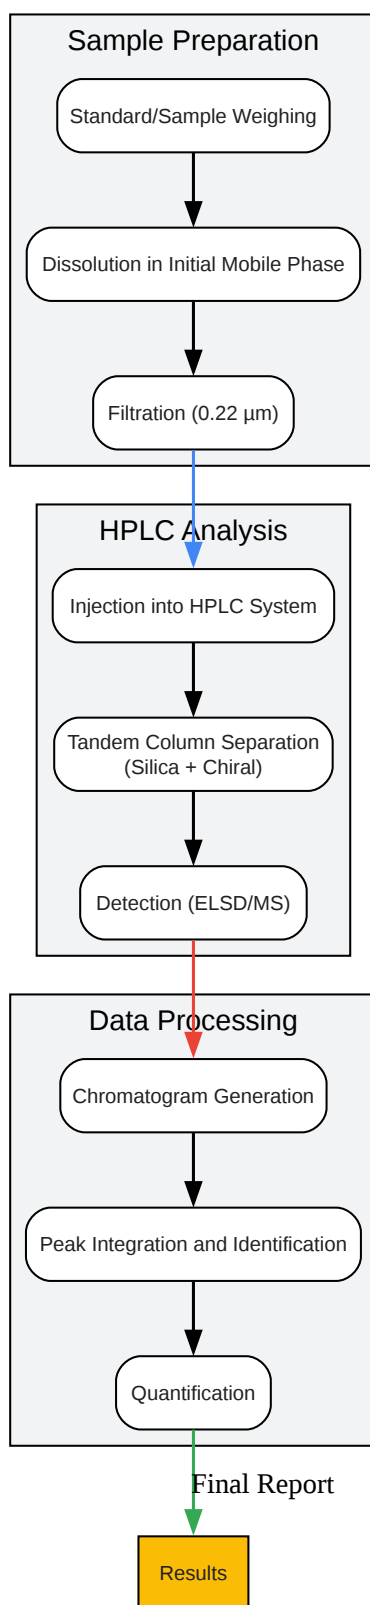 Sample Preparation
Standard/Sample Weighing
Dissolution in Initial Mobile Phase
Filtration (0.22 µm)
HPLC Analysis
Injection into HPLC System
Tandem Column Separation
(Silica + Chiral)
Detection (ELSD/MS)
Data Processing
Chromatogram Generation
Peak Integration and Identification
Quantification
Final Report
Results